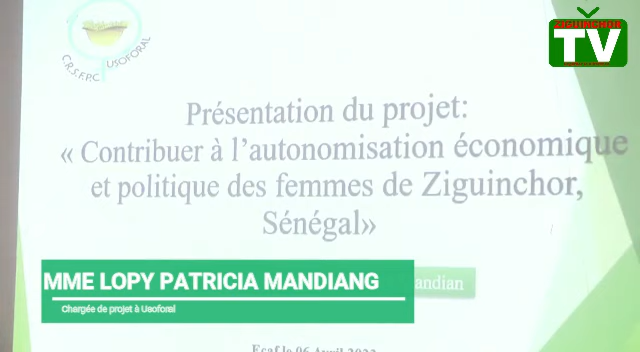 ZIGUINCHOR
TV
C.R.S.F.P.C USOFORAL
Présentation du projet:
« Contribuer à l’autonomisation économique
et politique des femmes de Ziguinchor,
Sénégal»
MME LOPY PATRICIA MANDIANG
andian
Chargée de projet à Usoforal